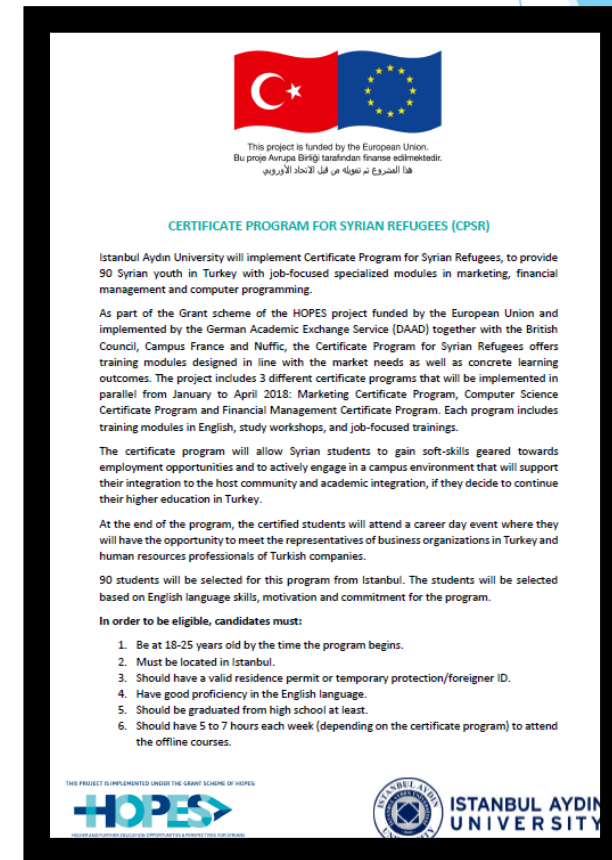 This project is funded by the European Union.
Bu proje Avrupa Birliği tarafından finanse edilmektedir.
هذا المشروع تم تمويله من قبل الاتحاد الأوروبي
CERTIFICATE PROGRAM FOR SYRIAN REFUGEES (CPSR)
Istanbul Aydın University will implement Certificate Program for Syrian Refugees, to provide
90 Syrian youth in Turkey with job-focused specialized modules in marketing, financial
management and computer programming.
As part of the Grant scheme of the HOPES project funded by the European Union and
implemented by the German Academic Exchange Service (DAAD) together with the British
Council, Campus France and Nuffic, the Certificate Program for Syrian Refugees offers
training modules designed in line with the market needs as well as concrete learning
outcomes. The project includes 3 different certificate programs that will be implemented in
parallel from January to April 2018: Marketing Certificate Program, Computer Science
Certificate Program and Financial Management Certificate Program. Each program includes
training modules in English, study workshops, and job-focused trainings.
The certificate program will allow Syrian students to gain soft-skills geared towards
employment opportunities and to actively engage in a campus environment that will support
their integration to the host community and academic integration, if they decide to continue
their higher education in Turkey.
At the end of the program, the certified students will attend a career day event where they
will have the opportunity to meet the representatives of business organizations in Turkey and
human resources professionals of Turkish companies.
90 students will be selected for this program from Istanbul. The students will be selected
based on English language skills, motivation and commitment for the program.
In order to be eligible, candidates must:
1. Be at 18-25 years old by the time the program begins.
2. Must be located in Istanbul.
3. Should have a valid residence permit or temporary protection/foreigner ID.
4. Have good proficiency in the English language.
5. Should be graduated from high school at least.
6. Should have 5 to 7 hours each week (depending on the certificate program) to attend
the offline courses.
THIS PROJECT IS IMPLEMENTED UNDER THE GRANT SCHEME OF HOPES
HOPES
HIGHER AND FURTHER EDUCATION OPPORTUNITIES & PERSPECTIVES FOR SYRIANS
ISTANBUL AYDIN
UNIVERSITY